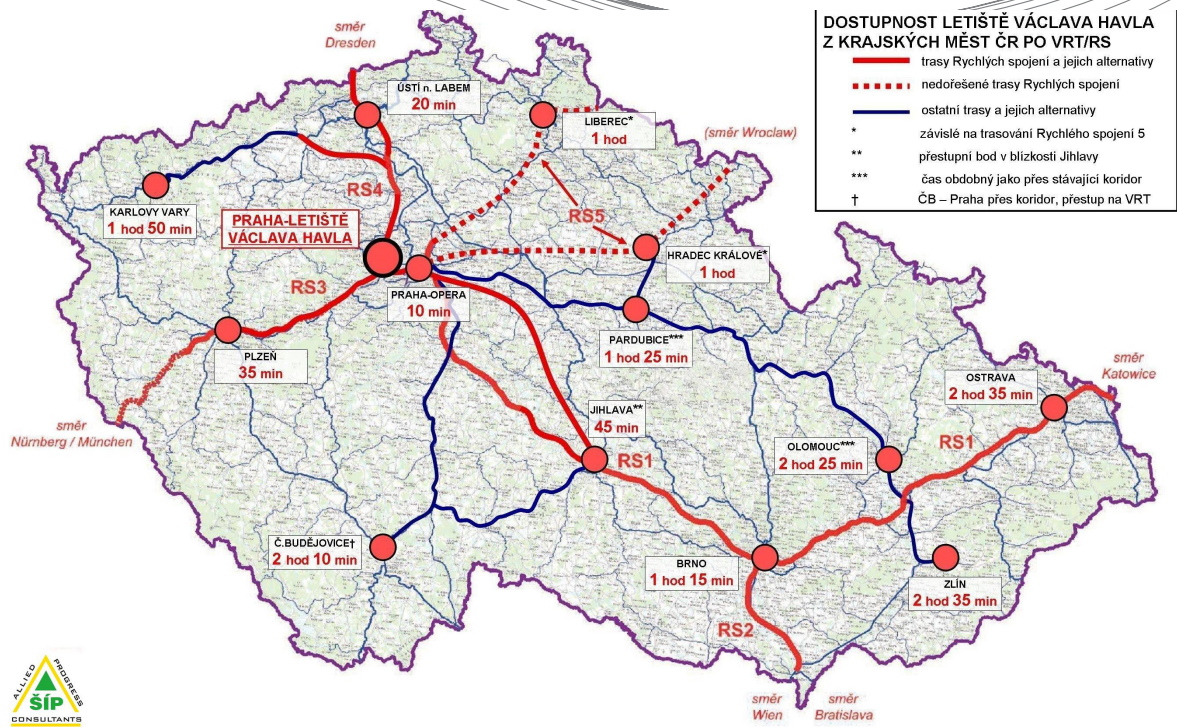 DOSTUPNOST LETIŠTĚ VÁCLAVA HAVLA
Z KRAJSKÝCH MĚST ČR PO VRT/RS
trasy Rychlých spojení a jejich alternativy
nedořešené trasy Rychlých spojení
ostatní trasy a jejich alternativy
* závislé na trasování Rychlého spojení 5
** přestupní bod v blízkosti Jihlavy
*** čas obdobný jako přes stávající koridor
† ČB – Praha přes koridor, přestup na VRT
směr
Dresden
ÚSTÍ n. LABEM
20 min
LIBEREC*
1 hod
(směr Wroclaw)
RS4
KARLOVY VARY
1 hod 50 min
PRAHA-LETIŠTĚ
VÁCLAVA HAVLA
RS5
HRADEC KRÁLOVÉ*
1 hod
RS3
PRAHA-OPERA
10 min
PARDUBICE***
1 hod 25 min
PLZEŇ
35 min
směr
Katowice
OSTRAVA
2 hod 35 min
směr
Nürnberg / München
JIHLAVA**
45 min
RS1
OLOMOUC***
2 hod 25 min
RS1
Č.BUDĚJOVICE†
2 hod 10 min
BRNO
1 hod 15 min
ZLÍN
2 hod 35 min
RS2
směr
Wien
směr
Bratislava
ALLIED PROGRESS
ŠÍP
CONSULTANTS